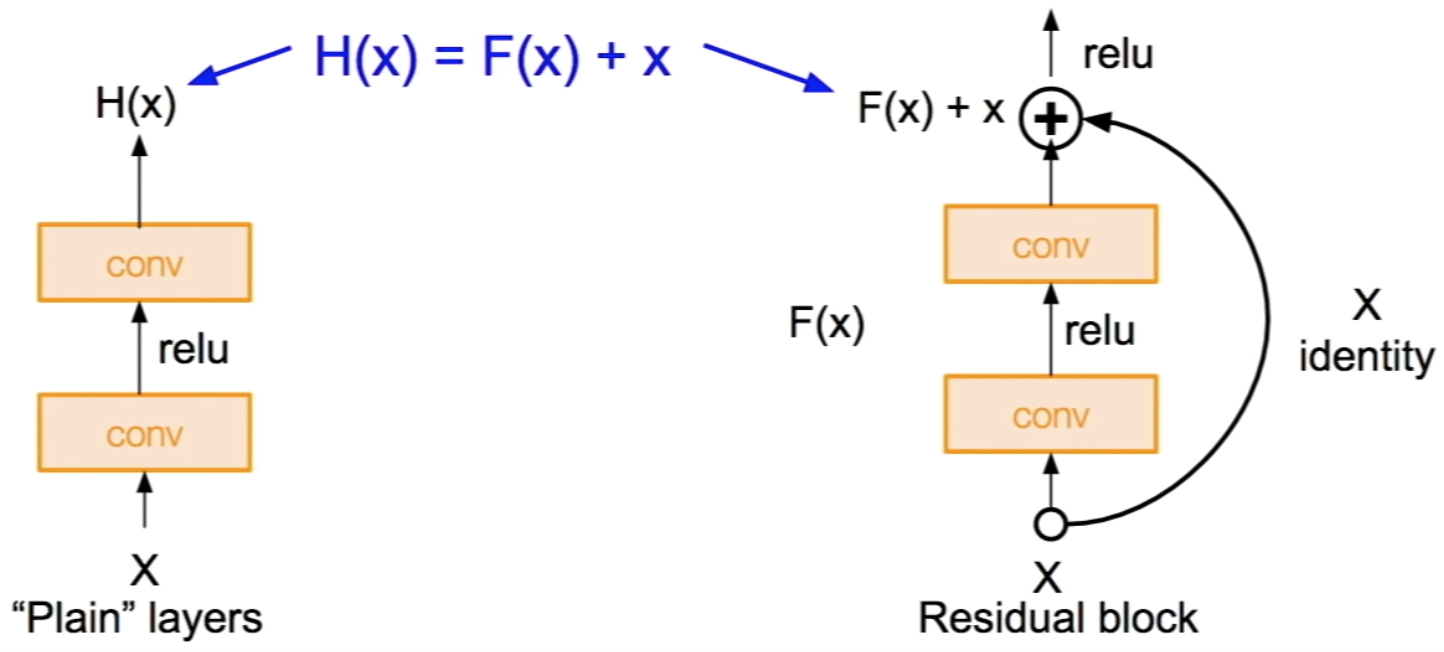 H(x) = F(x) + x
H(x)
conv
relu
conv
X
“Plain” layers
relu
F(x) + x
+
conv
F(x)
relu
conv
X
identity
X
Residual block